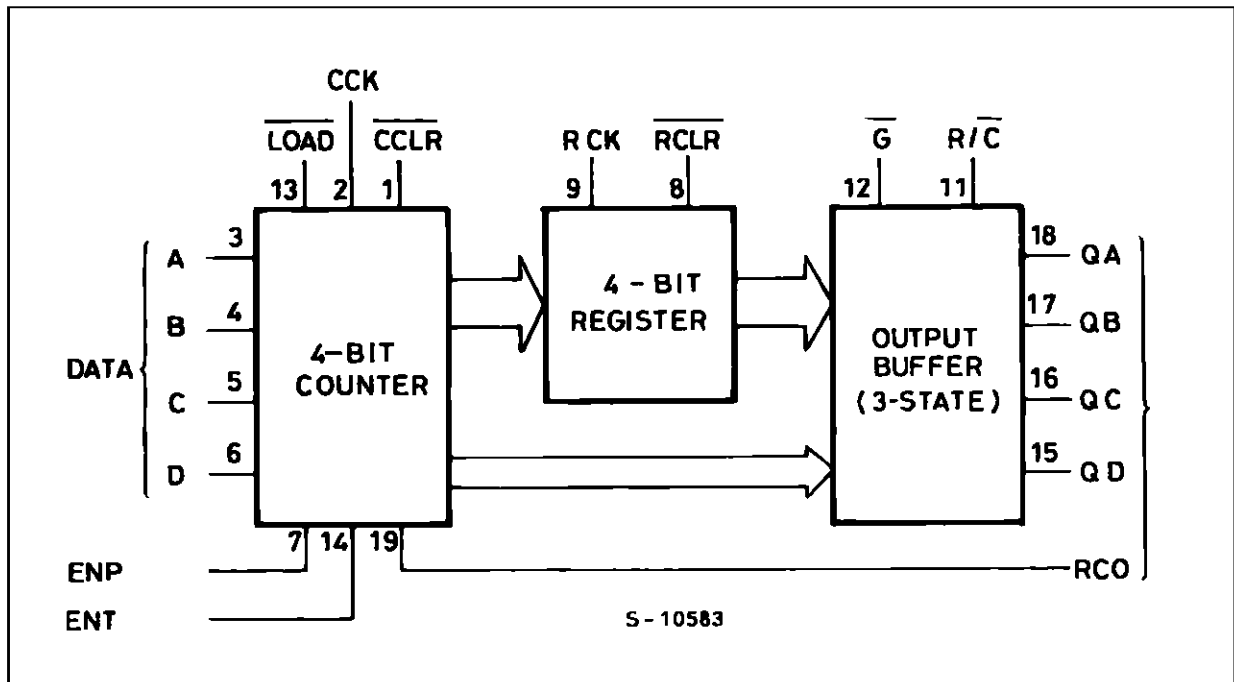 CCK
LOAD CCLR RCK RCLR G R/C
13 2 1 9 8 12 11
3 18
A QA
4 17
B QB
DATA
4-BIT COUNTER
4-BIT REGISTER
OUTPUT BUFFER (3-STATE)
5 16
C QC
6 15
D QD
7 14 19
ENP RCO
ENT
S-10583